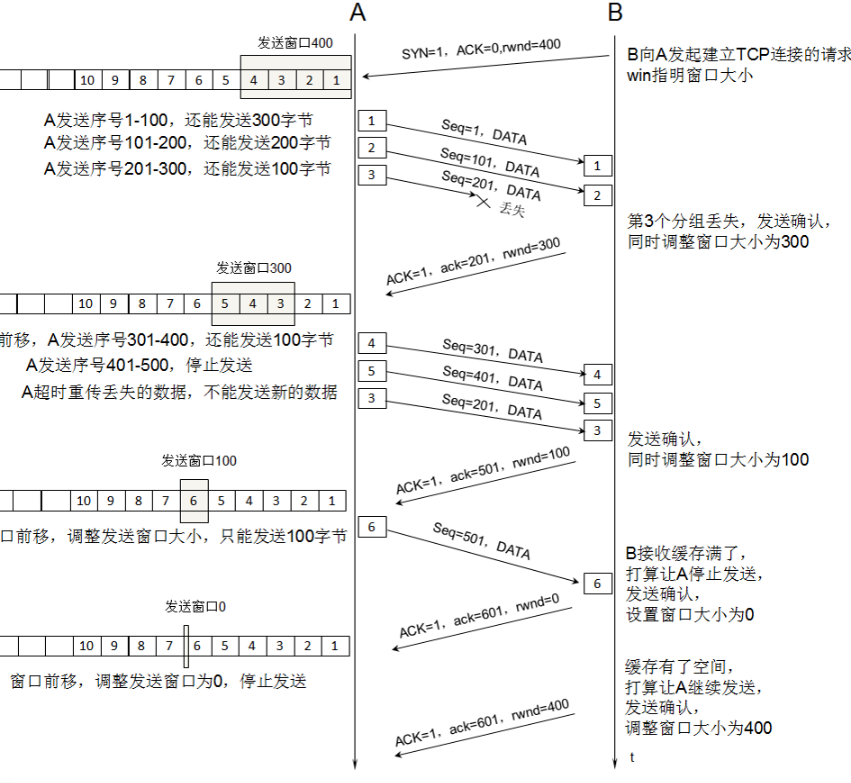 A
B
发送窗口400
SYN=1，ACK=0,rwnd=400
B向A发起建立TCP连接的请求
win指明窗口大小
10 9 8 7 6 5 4 3 2 1
A发送序号1-100，还能发送300字节
A发送序号101-200，还能发送200字节
A发送序号201-300，还能发送100字节
1
Seq=1，DATA
1
2
Seq=101，DATA
2
3
Seq=201，DATA
丢失
第3个分组丢失，发送确认，
同时调整窗口大小为300
ACK=1，ack=201，rwnd=300
发送窗口300
10 9 8 7 6 5 4 3 2 1
前移，A发送序号301-400，还能发送100字节
A发送序号401-500，停止发送
A超时重传丢失的数据，不能发送新的数据
4
Seq=301，DATA
4
5
Seq=401，DATA
5
3
Seq=201，DATA
3
发送确认，
同时调整窗口大小为100
ACK=1，ack=501，rwnd=100
发送窗口100
10 9 8 7 6 5 4 3 2 1
口前移，调整发送窗口大小，只能发送100字节
6
Seq=501，DATA
6
B接收缓存满了，
打算让A停止发送，
发送确认，
设置窗口大小为0
ACK=1，ack=601，rwnd=0
发送窗口0
10 9 8 7 6 5 4 3 2 1
窗口前移，调整发送窗口为0，停止发送
缓存有了空间，
打算让A继续发送，
发送确认，
调整窗口大小为400
ACK=1，ack=601，rwnd=400
t